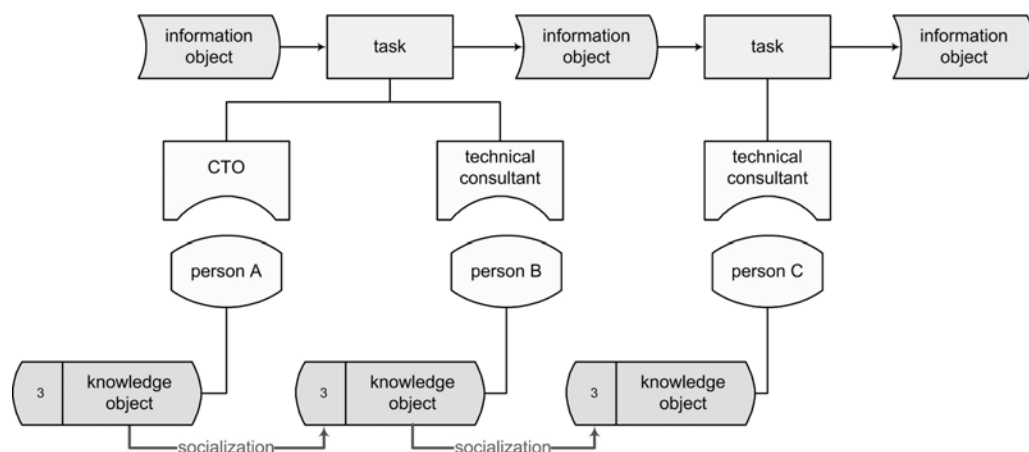 information
object
task
information
object
task
information
object
CTO
technical
consultant
technical
consultant
person A
person B
person C
3
knowledge
object
3
knowledge
object
3
knowledge
object
socialization
socialization